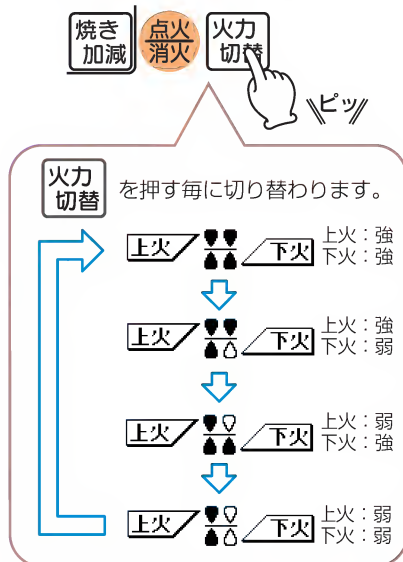 焼き
加減
点火
消火
火力
切替
ピッ
火力
切替
を押す毎に切り替わります。
上火 下火
上火：強
下火：強
上火 下火
上火：強
下火：弱
上火 下火
上火：弱
下火：強
上火 下火
上火：弱
下火：弱